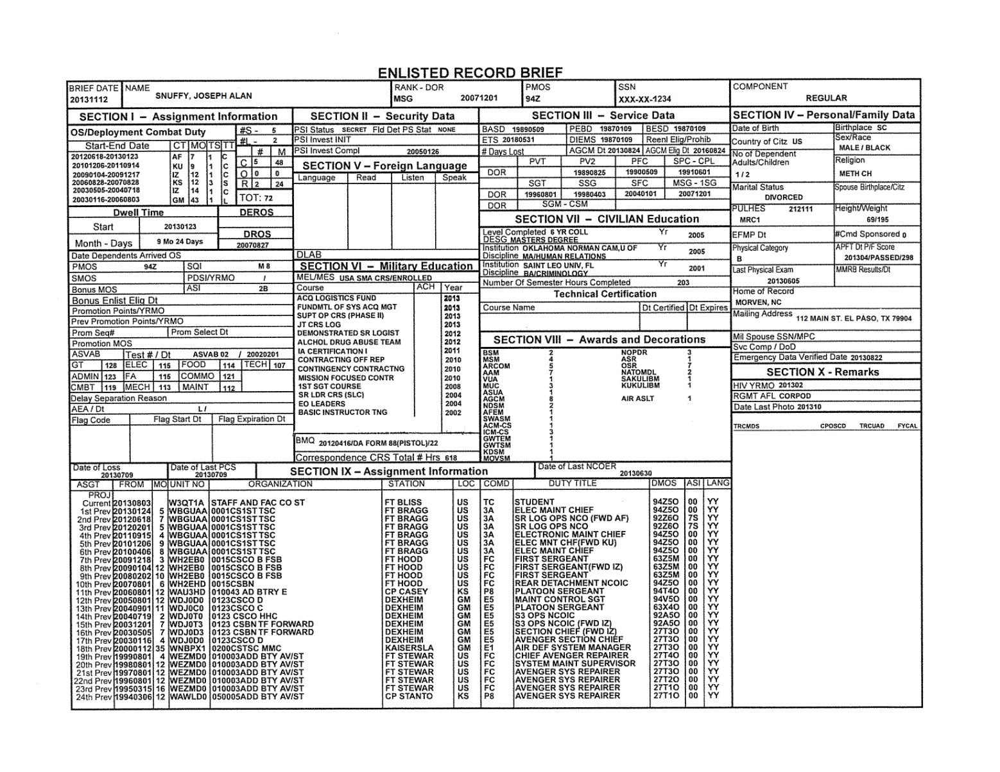 ENLISTED RECORD BRIEF
BRIEF DATE NAME RANK - DOR PMOS SSN COMPONENT
20131112 SNUFFY, JOSEPH ALAN MSG 20071201 94Z XXX-XX-1234 REGULAR
SECTION I – Assignment Information
OS/Deployment Combat Duty
Start-End Date CT MO TS TT
20120618-20130123 AF 7 1 C
20101206-20110914 KU 9 1 C
20090104-20091217 IZ 12 1 C
20060828-20070828 KS 12 3 S
20030505-20040718 IZ 14 1 C
20030116-20060803 GM 43 1 L
#S - 5
#L - 2
# M
C 5 48
O 0 0
R 2 24
TOT: 72
Dwell Time DEROS
Start 20130123
DROS
Month - Days 9 Mo 24 Days 20070827
Date Dependents Arrived OS
PMOS 94Z SQI M 8
SMOS PDSI/YRMO /
Bonus MOS ASI 2B
Bonus Enlist Elig Dt
Promotion Points/YRMO
Prev Promotion Points/YRMO
Prom Seq# Prom Select Dt
Promotion MOS
ASVAB Test # / Dt ASVAB 02 / 20020201
GT 128 ELEC 115 FOOD 114 TECH 107
ADMIN 123 FA 115 COMMO 121
CMBT 119 MECH 113 MAINT 112
Delay Separation Reason
AEA / Dt L /
Flag Code Flag Start Dt Flag Expiration Dt
SECTION II – Security Data
PSI Status SECRET Fld Det PS Stat NONE
PSI Invest INIT
PSI Invest Compl 20050126
SECTION V – Foreign Language
Language Read Listen Speak
DLAB
SECTION VI – Military Education
MEL/MES USA SMA CRS/ENROLLED
Course ACH Year
ACQ LOGISTICS FUND 2013
FUNDMTL OF SYS ACQ MGT 2013
SUPT OP CRS (PHASE II) 2013
JT CRS LOG 2013
DEMONSTRATED SR LOGIST 2012
ALCHOL DRUG ABUSE TEAM 2012
IA CERTIFICATION I 2011
CONTRACTING OFF REP 2010
CONTINGENCY CONTRACTNG 2010
MISSION FOCUSED CONTR 2010
1ST SGT COURSE 2008
SR LDR CRS (SLC) 2004
EO LEADERS 2004
BASIC INSTRUCTOR TNG 2002
BMQ 20120416/DA FORM 88(PISTOL)/22
Correspondence CRS Total # Hrs 618
SECTION III – Service Data
BASD 19890509 PEBD 19870109 BESD 19870109
ETS 20180531 DIEMS 19870109 Reenl Elig/Prohib
# Days Lost AGCM Dt 20130824 AGCM Elig Dt 20160824
PVT PV2 PFC SPC - CPL
DOR 19890825 19900509 19910601
SGT SSG SFC MSG - 1SG
DOR 19960801 19980403 20040101 20071201
DOR SGM - CSM
SECTION VII – CIVILIAN Education
Level Completed 6 YR COLL Yr 2005
DESG MASTERS DEGREE
Institution OKLAHOMA NORMAN CAM,U OF Yr 2005
Discipline MA/HUMAN RELATIONS
Institution SAINT LEO UNIV, FL Yr 2001
Discipline BA/CRIMINOLOGY
Number Of Semester Hours Completed 203
Technical Certification
Course Name Dt Certified Dt Expires
SECTION VIII – Awards and Decorations
BSM 2 NOPDR 3
MSM 4 ASR 1
ARCOM 5 OSR 7
AAM 7 NATOMDL 2
VUA 1 SAKULIBM 1
MUC 3 KUKULIBM 1
ASUA 1
AGCM 8 AIR ASLT 1
NDSM 2
AFEM 1
SWASM 1
ACM-CS 1
ICM-CS 3
GWTEM 1
GWTSM 1
KDSM 1
MOVSM 1
SECTION IV – Personal/Family Data
Date of Birth Birthplace SC
Country of Citz US Sex/Race
MALE / BLACK
No of Dependent Adults/Children Religion
1 / 2 METH CH
Marital Status Spouse Birthplace/Citz
DIVORCED
PULHES 212111 Height/Weight
MRC1 69/195
EFMP Dt #Cmd Sponsored 0
Physical Category APFT Dt P/F Score
B 201304/PASSED/298
Last Physical Exam MMRB Results/Dt
20130605
Home of Record
MORVEN, NC
Mailing Address 112 MAIN ST. EL PASO, TX 79904
Mil Spouse SSN/MPC
Svc Comp / DoD
Emergency Data Verified Date 20130822
SECTION X - Remarks
HIV YRMO 201302
RGMT AFL CORPOD
Date Last Photo 201310
TRCMDS CPOSCD TRCUAD FYCAL
Date of Loss Date of Last PCS SECTION IX – Assignment Information Date of Last NCOER
20130709 20130709 20130630
ASGT FROM MO UNIT NO ORGANIZATION STATION LOC COMD DUTY TITLE DMOS ASI LANG
PROJ
Current 20130803 W3QT1A STAFF AND FAC CO ST FT BLISS US TC STUDENT 94Z5O 00 YY
1st Prev 20130124 5 WBGUAA 0001CS1ST TSC FT BRAGG US 3A ELEC MAINT CHIEF 94Z5O 00 YY
2nd Prev 20120618 7 WBGUAA 0001CS1ST TSC FT BRAGG US 3A SR LOG OPS NCO (FWD AF) 92Z6O 7S YY
3rd Prev 20120201 5 WBGUAA 0001CS1ST TSC FT BRAGG US 3A SR LOG OPS NCO 92Z6O 7S YY
4th Prev 20110915 4 WBGUAA 0001CS1ST TSC FT BRAGG US 3A ELECTRONIC MAINT CHIEF 94Z5O 00 YY
5th Prev 20101206 9 WBGUAA 0001CS1ST TSC FT BRAGG US 3A ELEC MNT CHF(FWD KU) 94Z5O 00 YY
6th Prev 20100406 8 WBGUAA 0001CS1ST TSC FT BRAGG US 3A ELEC MAINT CHIEF 94Z5O 00 YY
7th Prev 20091218 3 WH2EB0 0015CSCO B FSB FT HOOD US FC FIRST SERGEANT 63Z5M 00 YY
8th Prev 20090104 12 WH2EB0 0015CSCO B FSB FT HOOD US FC FIRST SERGEANT(FWD IZ) 63Z5M 00 YY
9th Prev 20080202 10 WH2EB0 0015CSCO B FSB FT HOOD US FC FIRST SERGEANT 63Z5M 00 YY
10th Prev 20070801 6 WH2EHD 0015CSBN FT HOOD US FC REAR DETACHMENT NCOIC 94Z5O 00 YY
11th Prev 20060801 12 WAU3HD 010043 AD BTRY E CP CASEY KS P8 PLATOON SERGEANT 94T4O 00 YY
12th Prev 20050801 12 WDJ0D0 0123CSCO D DEXHEIM GM E5 MAINT CONTROL SGT 94V5O 00 YY
13th Prev 20040901 11 WDJ0C0 0123CSCO C DEXHEIM GM E5 PLATOON SERGEANT 63X4O 00 YY
14th Prev 20040719 2 WDJ0T0 0123 CSCO HHC DEXHEIM GM E5 S3 OPS NCOIC 92A5O 00 YY
15th Prev 20031201 7 WDJ0T3 0123 CSBN TF FORWARD DEXHEIM GM E5 S3 OPS NCOIC (FWD IZ) 92A5O 00 YY
16th Prev 20030505 7 WDJ0D3 0123 CSBN TF FORWARD DEXHEIM GM E5 SECTION CHIEF (FWD IZ) 27T3O 00 YY
17th Prev 20030116 4 WDJ0D0 0123CSCO D DEXHEIM GM E5 AVENGER SECTION CHIEF 27T3O 00 YY
18th Prev 20000112 35 WNBPX1 0200CSTSC MMC KAISERSLA GM E1 AIR DEF SYSTEM MANAGER 27T3O 00 YY
19th Prev 19990801 4 WEZMD0 010003ADD BTY AV/ST FT STEWAR US FC CHIEF AVENGER REPAIRER 27T4O 00 YY
20th Prev 19980801 12 WEZMD0 010003ADD BTY AV/ST FT STEWAR US FC SYSTEM MAINT SUPERVISOR 27T3O 00 YY
21st Prev 19970801 12 WEZMD0 010003ADD BTY AV/ST FT STEWAR US FC AVENGER SYS REPAIRER 27T3O 00 YY
22nd Prev 19960801 12 WEZMD0 010003ADD BTY AV/ST FT STEWAR US FC AVENGER SYS REPAIRER 27T2O 00 YY
23rd Prev 19950315 16 WEZMD0 010003ADD BTY AV/ST FT STEWAR US FC AVENGER SYS REPAIRER 27T1O 00 YY
24th Prev 19940306 12 WAWLD0 050005ADD BTY AV/ST CP STANTO KS P8 AVENGER SYS REPAIRER 27T1O 00 YY